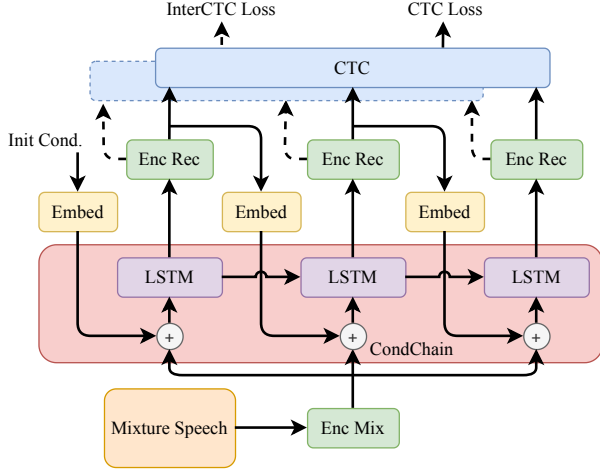 InterCTC Loss
CTC Loss
CTC
Init Cond.
Enc Rec
Enc Rec
Enc Rec
Embed
Embed
Embed
LSTM
LSTM
LSTM
+
+
+
CondChain
Mixture Speech
Enc Mix